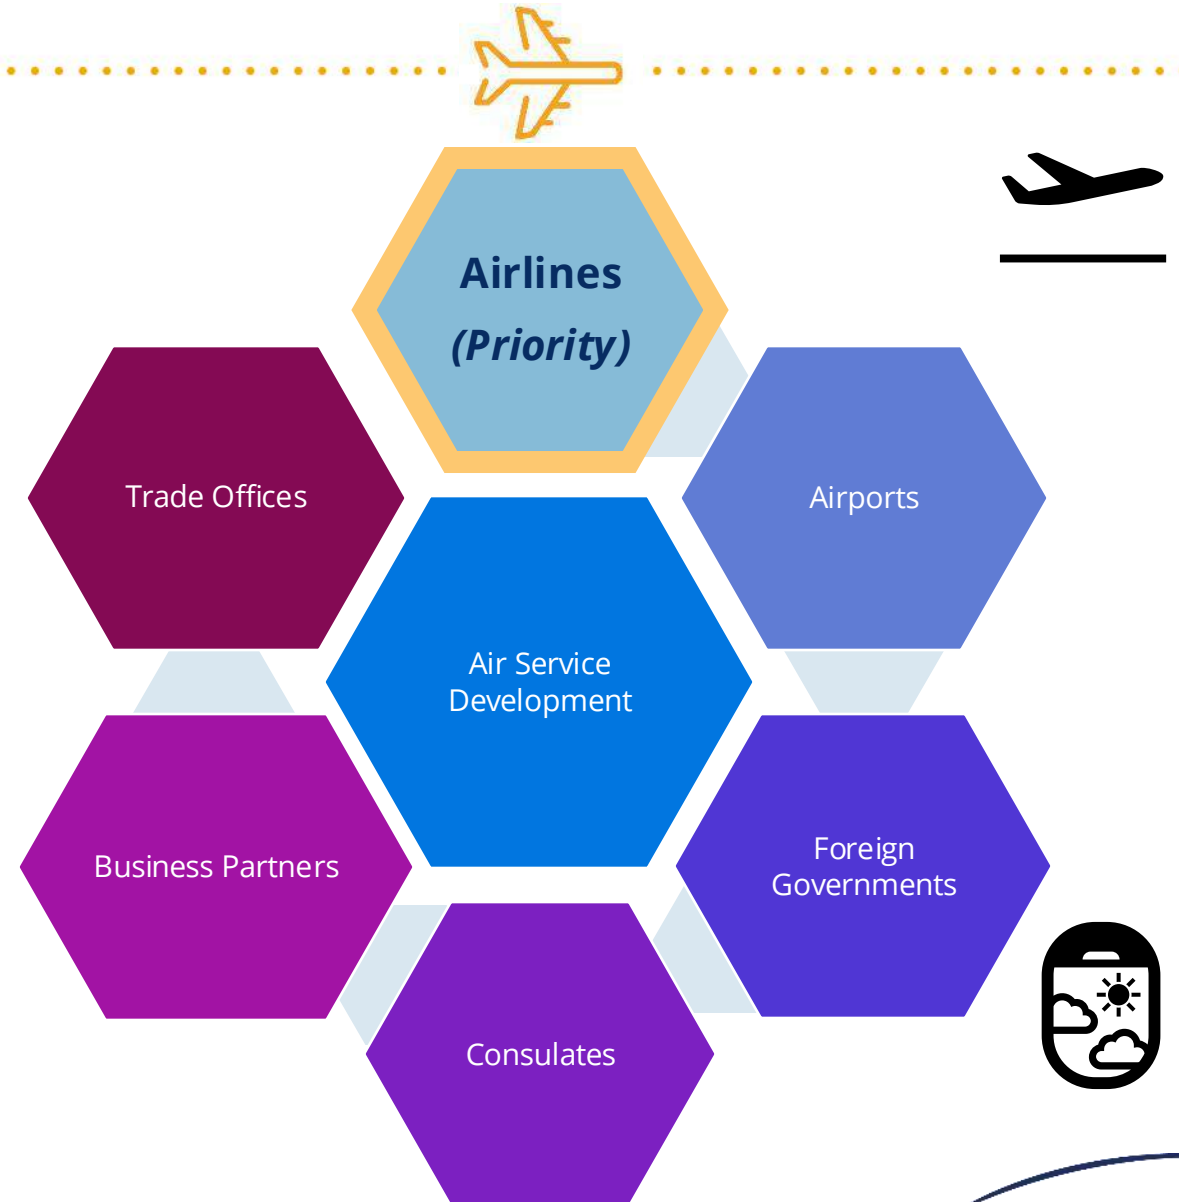 Airlines
(Priority)
Trade Offices
Airports
Air Service
Development
Business Partners
Foreign
Governments
Consulates